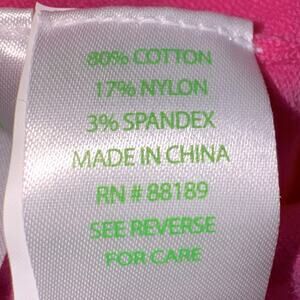 80% COTTON
17% NYLON
3% SPANDEX
MADE IN CHINA
RN # 88189
SEE REVERSE
FOR CARE